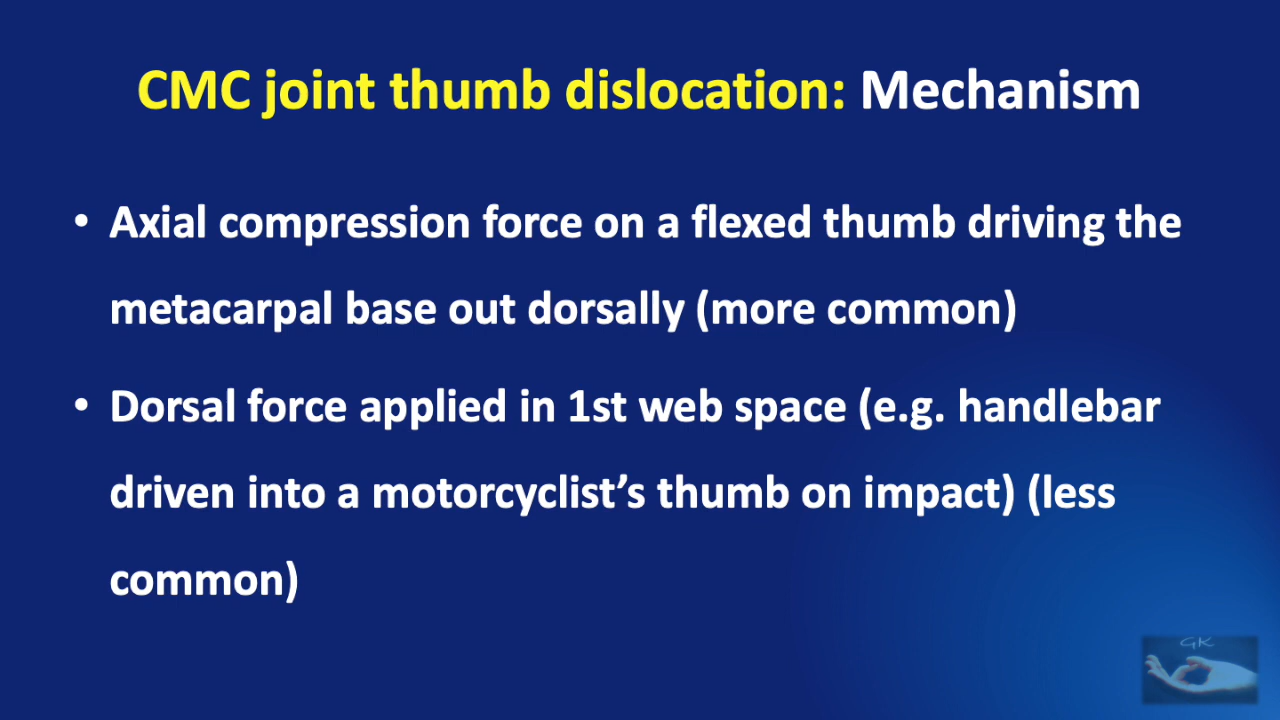 CMC joint thumb dislocation: Mechanism
• Axial compression force on a flexed thumb driving the
metacarpal base out dorsally (more common)
• Dorsal force applied in 1st web space (e.g. handlebar
driven into a motorcyclist’s thumb on impact) (less
common)
GK